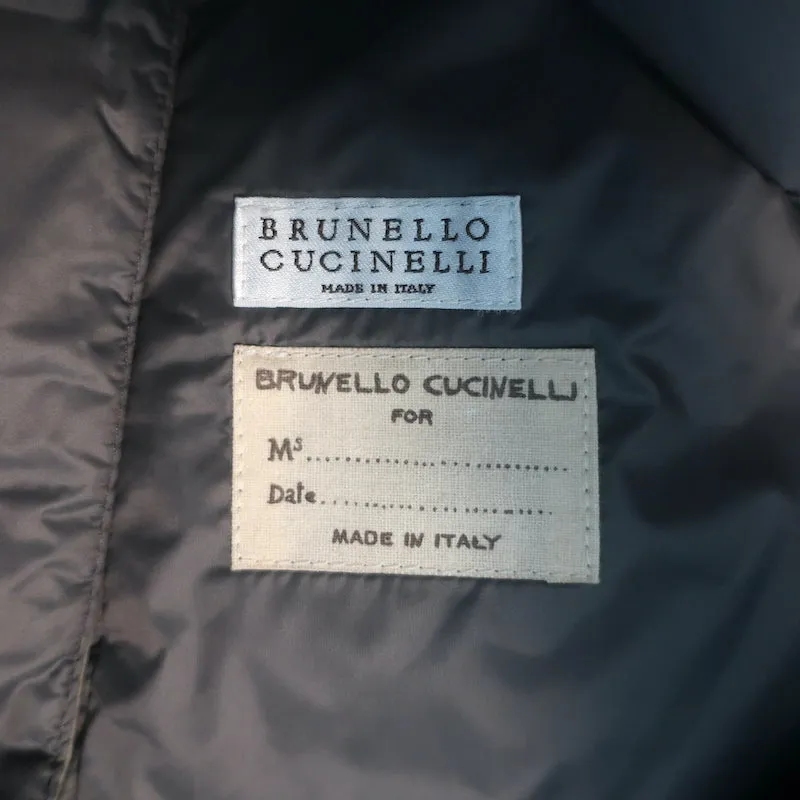 BRUNELLO
CUCINELLI
MADE IN ITALY
BRUNELLO CUCINELLI
FOR
Ms..............................
Date..............................
MADE IN ITALY